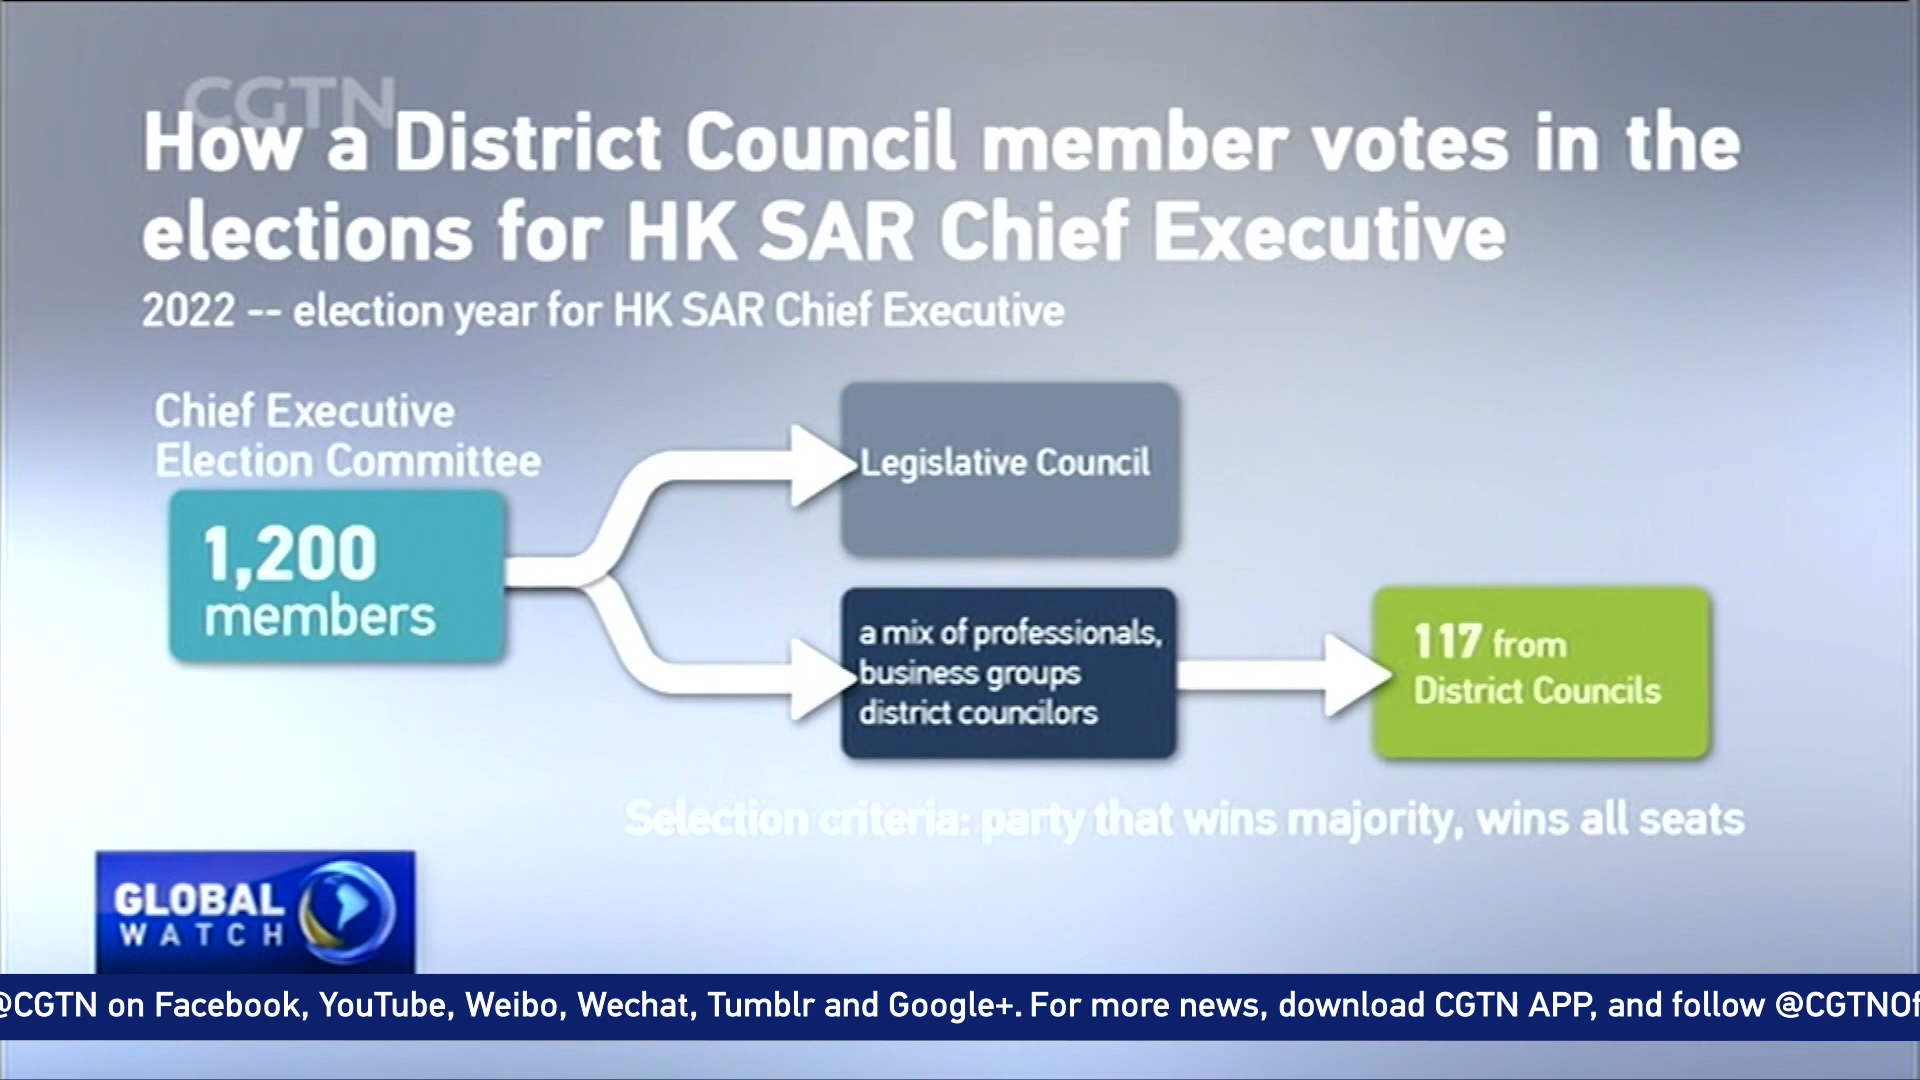 CGTN
How a District Council member votes in the
elections for HK SAR Chief Executive
2022 -- election year for HK SAR Chief Executive
Chief Executive
Election Committee
1,200
members
Legislative Council
a mix of professionals,
business groups
district councilors
117 from
District Councils
Selection criteria: party that wins majority, wins all seats
GLOBAL
WATCH
@CGTN on Facebook, YouTube, Weibo, Wechat, Tumblr and Google+. For more news, download CGTN APP, and follow @CGTNOf